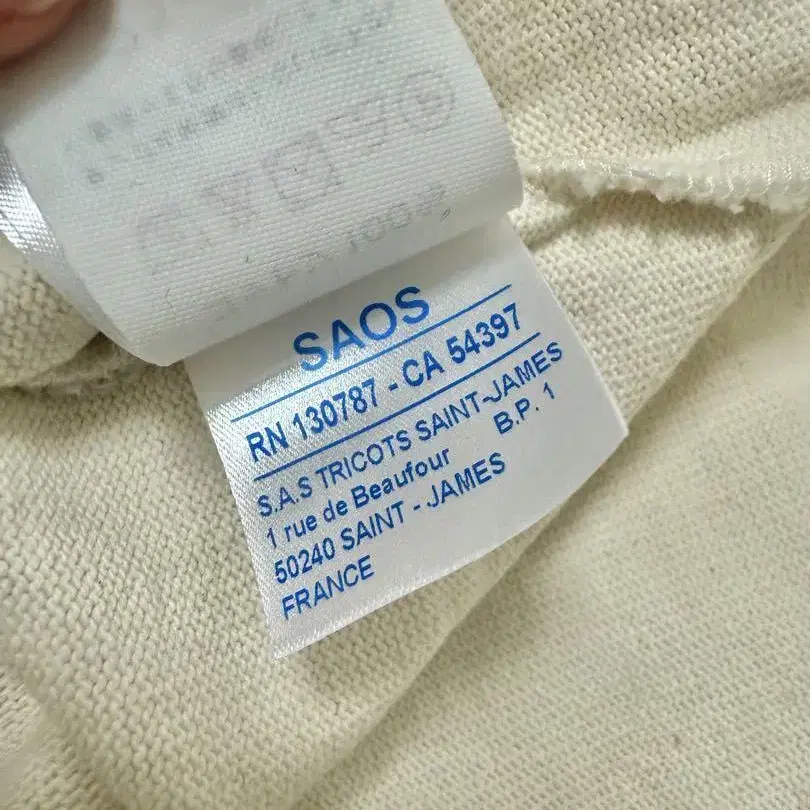 SAOS
RN 130787 - CA 54397
S.A.S TRICOTS SAINT-JAMES
1 rue de Beaufour B.P. 1
50240 SAINT - JAMES
FRANCE